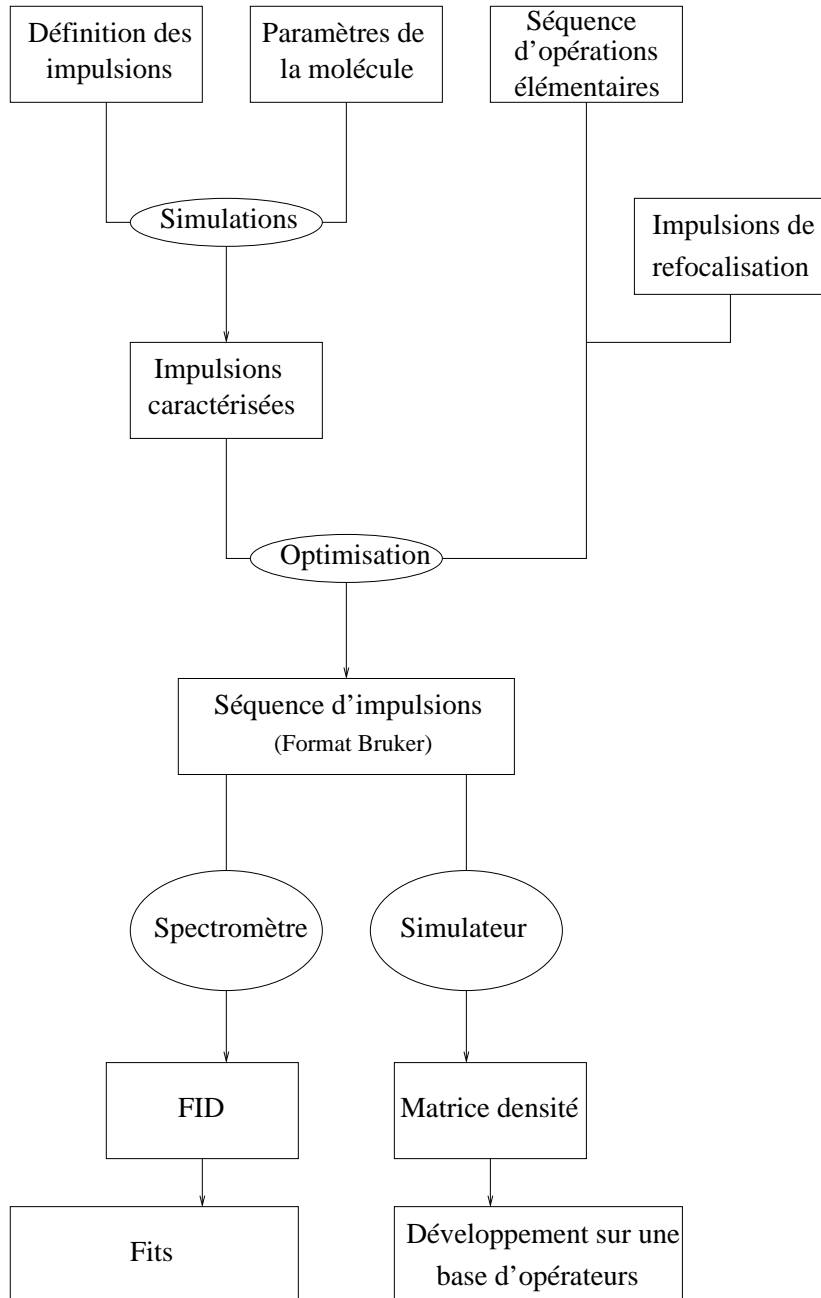 Définition des
impulsions
Paramètres de
la molécule
Séquence
d’opérations
élémentaires
Simulations
Impulsions de
refocalisation
Impulsions
caractérisées
Optimisation
Séquence d’impulsions
(Format Bruker)
Spectromètre
Simulateur
FID
Matrice densité
Fits
Développement sur une
base d’opérateurs